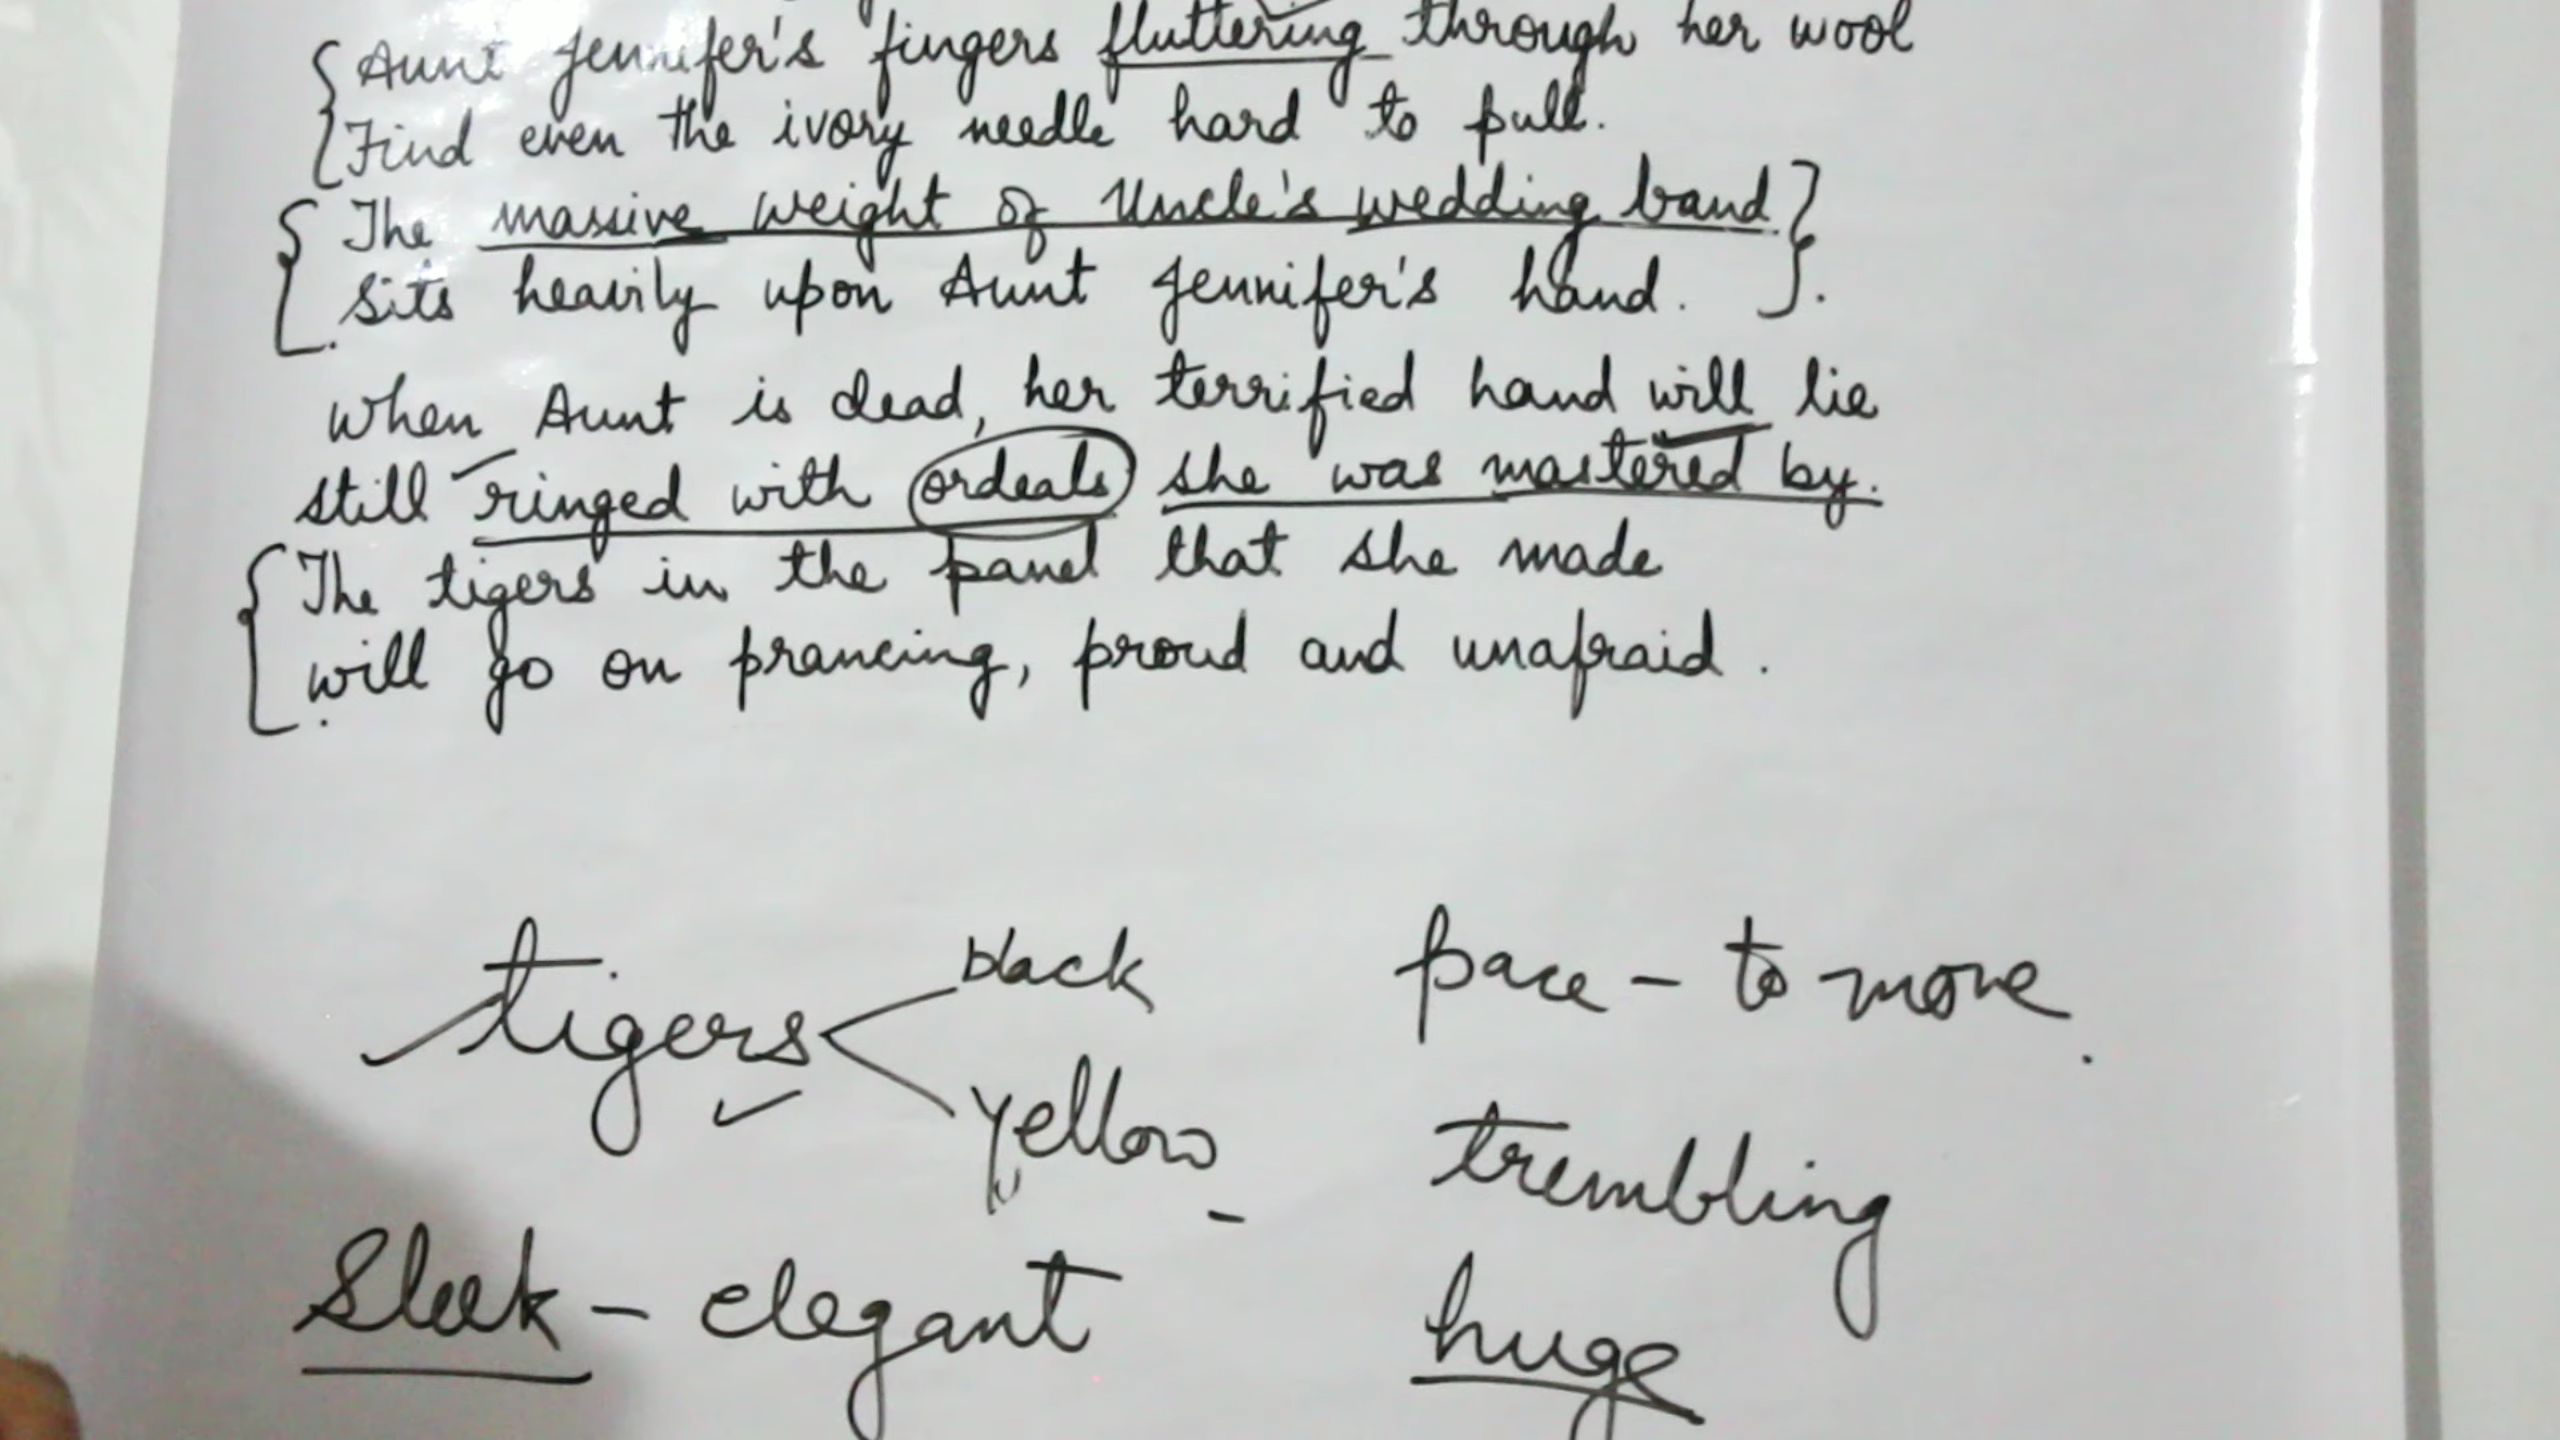 Aunt Jennifer's fingers fluttering through her wool
Find even the ivory needle hard to pull.
The massive weight of Uncle's wedding band
Sits heavily upon Aunt Jennifer's hand.
When Aunt is dead, her terrified hand will lie
still ringed with ordeals she was mastered by.
The tigers in the panel that she made
will go on prancing, proud and unafraid.
tigers
black
yellow
pace - to move.
trembling
Sleek - elegant
huge